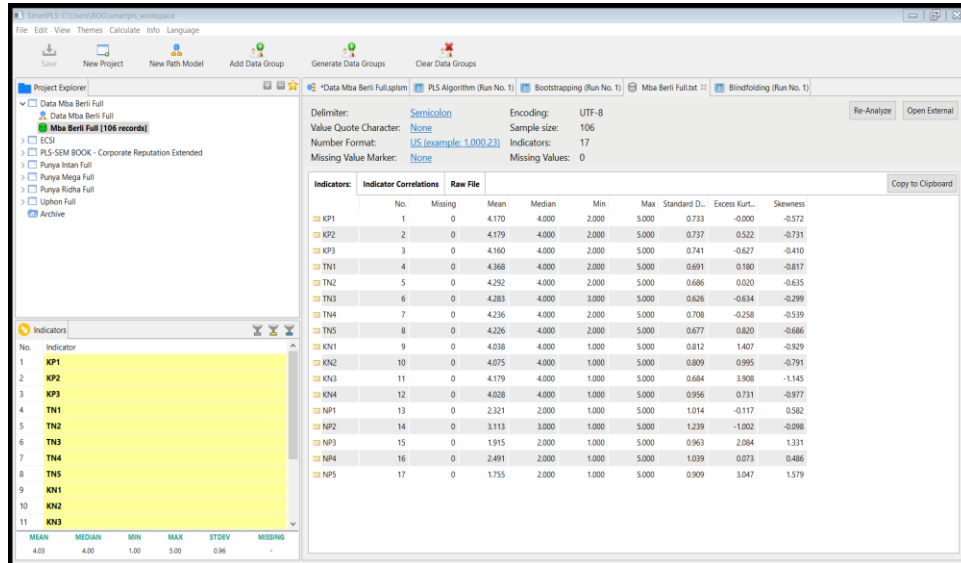 SmartPLS: C:\Users\ROG\smartpls_workspace
File Edit View Themes Calculate Info Language
Save New Project New Path Model Add Data Group Generate Data Groups Clear Data Groups
Project Explorer
Data Mba Berli Full
Data Mba Berli Full
Mba Berli Full [106 records]
ECSI
PLS-SEM BOOK - Corporate Reputation Extended
Punya Intan Full
Punya Mega Full
Punya Ridha Full
Uphon Full
Archive
Indicators
No. Indicator
1 KP1
2 KP2
3 KP3
4 TN1
5 TN2
6 TN3
7 TN4
8 TN5
9 KN1
10 KN2
11 KN3
MEAN MEDIAN MIN MAX STDEV MISSING
4.03 4.00 1.00 5.00 0.96 -
*Data Mba Berli Full.splsm PLS Algorithm (Run No. 1) Bootstrapping (Run No. 1) Mba Berli Full.txt Blindfolding (Run No. 1)
Delimiter: Semicolon Encoding: UTF-8 Re-Analyze Open External
Value Quote Character: None Sample size: 106
Number Format: US (example: 1,000.23) Indicators: 17
Missing Value Marker: None Missing Values: 0
Indicators: Indicator Correlations Raw File Copy to Clipboard
No. Missing Mean Median Min Max Standard D... Excess Kurt... Skewness
KP1 1 0 4.170 4.000 2.000 5.000 0.733 -0.000 -0.572
KP2 2 0 4.179 4.000 2.000 5.000 0.737 0.522 -0.731
KP3 3 0 4.160 4.000 2.000 5.000 0.741 -0.627 -0.410
TN1 4 0 4.368 4.000 2.000 5.000 0.691 0.180 -0.817
TN2 5 0 4.292 4.000 2.000 5.000 0.686 0.020 -0.635
TN3 6 0 4.283 4.000 3.000 5.000 0.626 -0.634 -0.299
TN4 7 0 4.236 4.000 2.000 5.000 0.708 -0.258 -0.539
TN5 8 0 4.226 4.000 2.000 5.000 0.677 0.820 -0.686
KN1 9 0 4.038 4.000 1.000 5.000 0.812 1.407 -0.929
KN2 10 0 4.075 4.000 1.000 5.000 0.809 0.995 -0.791
KN3 11 0 4.179 4.000 1.000 5.000 0.684 3.908 -1.145
KN4 12 0 4.028 4.000 1.000 5.000 0.956 0.731 -0.977
NP1 13 0 2.321 2.000 1.000 5.000 1.014 -0.117 0.582
NP2 14 0 3.113 3.000 1.000 5.000 1.239 -1.002 -0.098
NP3 15 0 1.915 2.000 1.000 5.000 0.963 2.084 1.331
NP4 16 0 2.491 2.000 1.000 5.000 1.039 0.073 0.486
NP5 17 0 1.755 2.000 1.000 5.000 0.909 3.047 1.579